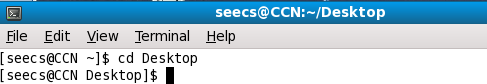 seecs@CCN:~/Desktop
File Edit View Terminal Help
[seecs@CCN ~]$ cd Desktop
[seecs@CCN Desktop]$